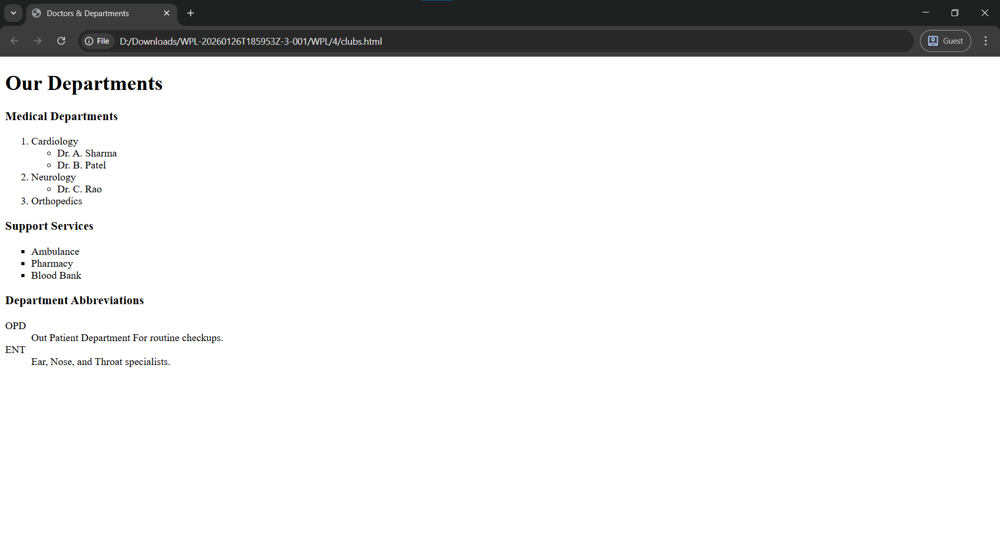 Doctors & Departments
File D:/Downloads/WPL-20260126T185953Z-3-001/WPL/4/clubs.html Guest
Our Departments
Medical Departments
1. Cardiology
Dr. A. Sharma
Dr. B. Patel
2. Neurology
Dr. C. Rao
3. Orthopedics
Support Services
Ambulance
Pharmacy
Blood Bank
Department Abbreviations
OPD
Out Patient Department For routine checkups.
ENT
Ear, Nose, and Throat specialists.